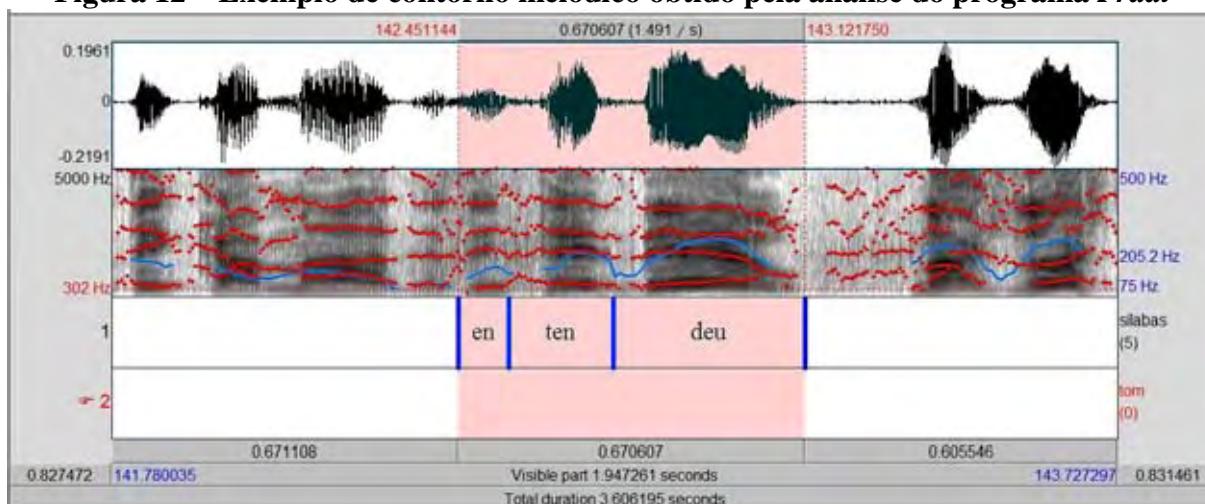 Figura 12 – Exemplo de contorno melódico obtido pela análise do programa Praat
142.451144 0.670607 (1.491 / s) 143.121750
0.1961
0
-0.2191
5000 Hz 500 Hz
205.2 Hz
302 Hz 75 Hz
1 en ten deu silabas
(5)
2 tom
(0)
0.671108 0.670607 0.605546
0.827472 141.780035 Visible part 1.947261 seconds 143.727297 0.831461
Total duration 3.606195 seconds